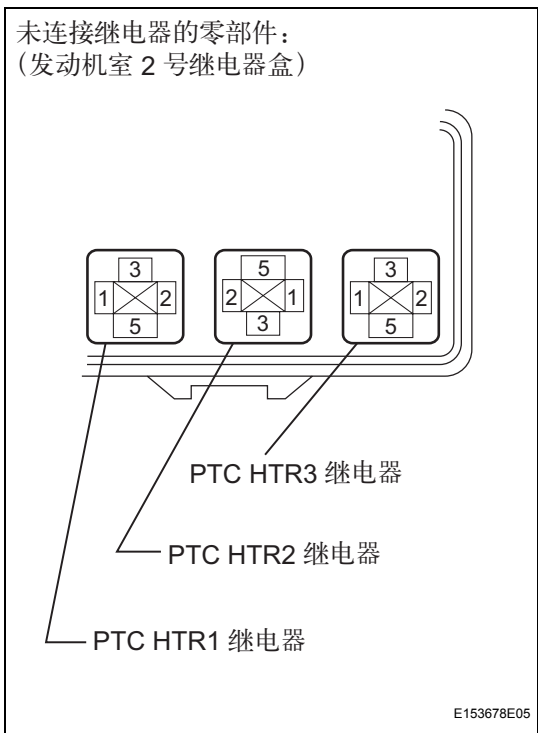 未连接继电器的零部件：
（发动机室 2 号继电器盒）
3 5 3
1 2 2 1 1 2
5 3 5
PTC HTR3 继电器
PTC HTR2 继电器
PTC HTR1 继电器
E153678E05